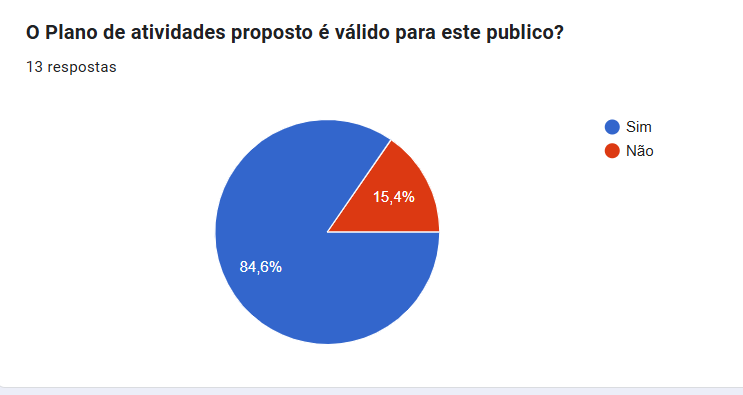 O Plano de atividades proposto é válido para este publico?
13 respostas
Sim
Não
15,4%
84,6%